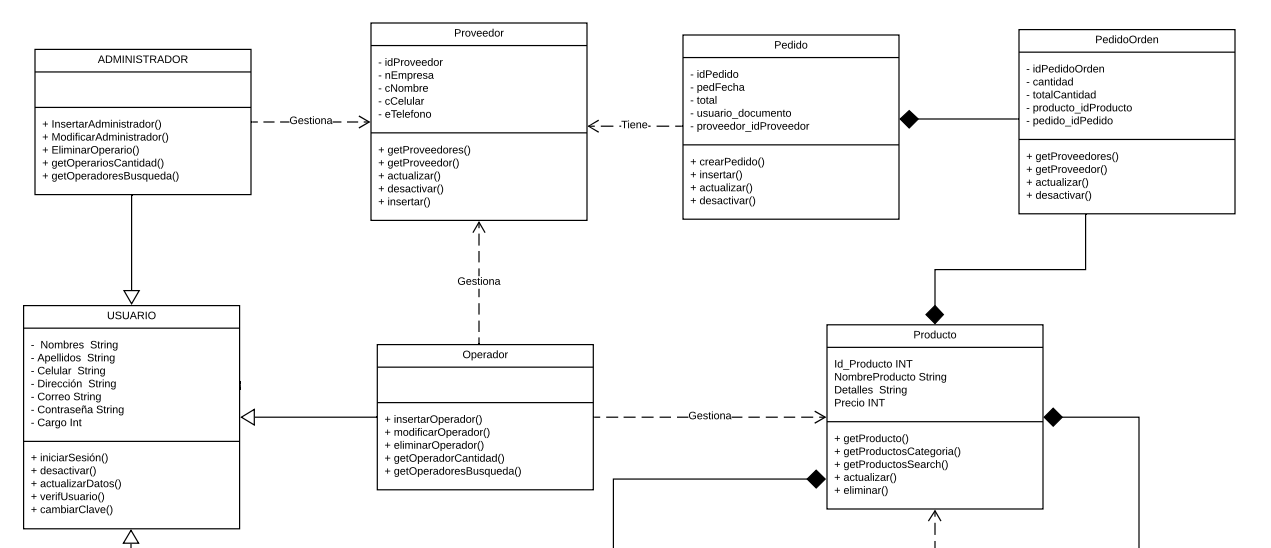 ADMINISTRADOR
+ InsertarAdministrador()
+ ModificarAdministrador()
+ EliminarOperario()
+ getOperariosCantidad()
+ getOperadoresBusqueda()
Gestiona
Proveedor
- idProveedor
- nEmpresa
- cNombre
- cCelular
- eTelefono
+ getProveedores()
+ getProveedor()
+ actualizar()
+ desactivar()
+ insertar()
Tiene
Pedido
- idPedido
- pedFecha
- total
- usuario_documento
- proveedor_idProveedor
+ crearPedido()
+ insertar()
+ actualizar()
+ desactivar()
PedidoOrden
- idPedidoOrden
- cantidad
- totalCantidad
- producto_idProducto
- pedido_idPedido
+ getProveedores()
+ getProveedor()
+ actualizar()
+ desactivar()
Gestiona
USUARIO
- Nombres String
- Apellidos String
- Celular String
- Dirección String
- Correo String
- Contraseña String
- Cargo Int
+ iniciarSesión()
+ desactivar()
+ actualizarDatos()
+ verifUsuario()
+ cambiarClave()
Operador
+ insertarOperador()
+ modificarOperador()
+ eliminarOperador()
+ getOperadorCantidad()
+ getOperadoresBusqueda()
Gestiona
Producto
Id_Producto INT
NombreProducto String
Detalles String
Precio INT
+ getProducto()
+ getProductosCategoria()
+ getProductosSearch()
+ actualizar()
+ eliminar()